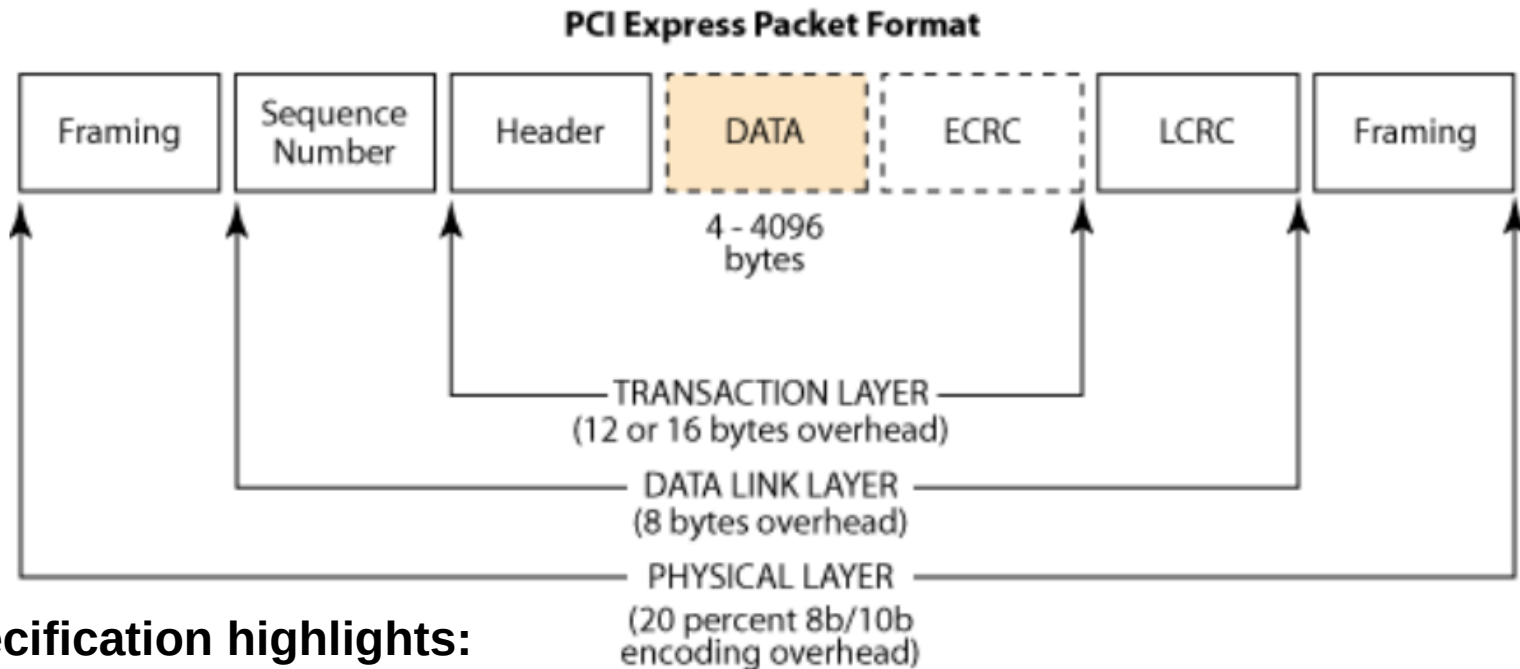 PCI Express Packet Format
Framing
Sequence
Number
Header
DATA
ECRC
LCRC
Framing
4 - 4096
bytes
TRANSACTION LAYER
(12 or 16 bytes overhead)
DATA LINK LAYER
(8 bytes overhead)
PHYSICAL LAYER
(20 percent 8b/10b
encoding overhead)
ecification highlights: